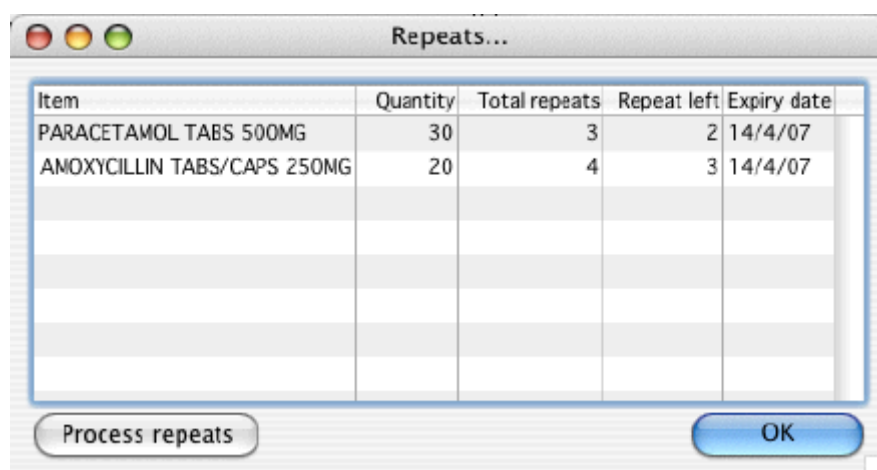 Repeats...
Item Quantity Total repeats Repeat left Expiry date
PARACETAMOL TABS 500MG 30 3 2 14/4/07
AMOXYCILLIN TABS/CAPS 250MG 20 4 3 14/4/07
Process repeats OK